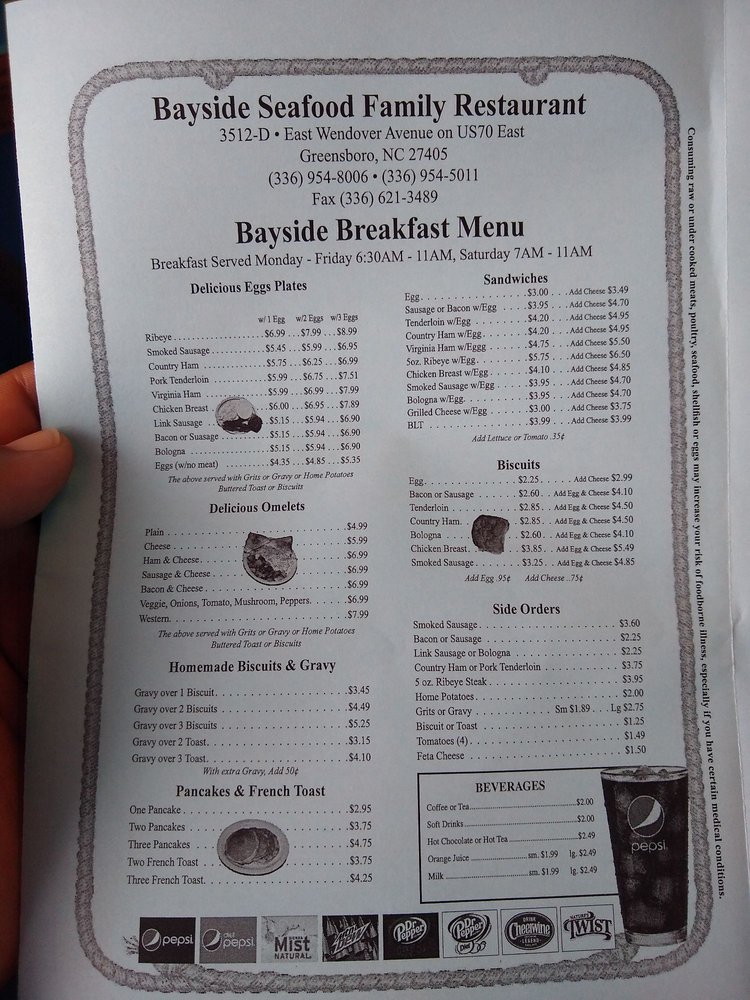 Bayside Seafood Family Restaurant
3512-D • East Wendover Avenue on US70 East
Greensboro, NC 27405
(336) 954-8006 • (336) 954-5011
Fax (336) 621-3489
Bayside Breakfast Menu
Breakfast Served Monday - Friday 6:30AM - 11AM, Saturday 7AM - 11AM
Delicious Eggs Plates
w/ 1 Egg w/2 Eggs w/3 Eggs
Ribeye . . . . . . . . . . . . . . . . . $6.99 . . . $7.99 . . . $8.99
Smoked Sausage . . . . . . . . . . . $5.45 . . . $5.99 . . . $6.95
Country Ham . . . . . . . . . . . . . $5.75 . . . $6.25 . . . $6.99
Pork Tenderloin . . . . . . . . . . . $5.99 . . . $6.75 . . . $7.51
Virginia Ham . . . . . . . . . . . . . $5.99 . . . $6.99 . . . $7.99
Chicken Breast . . . $6.00 . . . $6.95 . . . $7.89
Link Sausage . . . $5.15 . . . $5.94 . . . $6.90
Bacon or Suasage . . . $5.15 . . . $5.94 . . . $6.90
Bologna . . . . . . . . . . . . . . . . $5.15 . . . $5.94 . . . $6.90
Eggs (w/no meat) . . . . . . . . . . $4.35 . . . $4.85 . . . $5.35
The above served with Grits or Gravy or Home Potatoes
Buttered Toast or Biscuits
Delicious Omelets
Plain . . . . . . . . . . . . . . . . . . . . $4.99
Cheese . . . . . . . . . . . . . . . . . . . $5.99
Ham & Cheese . . . . . . . . . . . . . . $6.99
Sausage & Cheese . . . . . . . . . . . . $6.99
Bacon & Cheese . . . . . . . . . . . . . $6.99
Veggie, Onions, Tomato, Mushroom, Peppers. . . . . . . $6.99
Western. . . . . . . . . . . . . . . . . . . . $7.99
The above served with Grits or Gravy or Home Potatoes
Buttered Toast or Biscuits
Homemade Biscuits & Gravy
Gravy over 1 Biscuit . . . . . . . . . . . . . . . . . $3.45
Gravy over 2 Biscuits . . . . . . . . . . . . . . . . $4.49
Gravy over 3 Biscuits . . . . . . . . . . . . . . . . $5.25
Gravy over 2 Toast. . . . . . . . . . . . . . . . . . $3.15
Gravy over 3 Toast. . . . . . . . . . . . . . . . . . $4.10
With extra Gravy, Add 50¢
Pancakes & French Toast
One Pancake . . . . . . . . . . . . . . . . . $2.95
Two Pancakes . . . . . . . . . . . . . . . . $3.75
Three Pancakes . . . . . . . . . . . . . . . $4.75
Two French Toast . . . . . . . . . . . . . . $3.75
Three French Toast. . . . . . . . . . . . . . $4.25
Sandwiches
Egg. . . . . . . . . . . . . . . . $3.00 . . . Add Cheese $3.49
Sausage or Bacon w/Egg . . . . . $3.95 . . . Add Cheese $4.70
Tenderloin w/Egg . . . . . . . . $4.20 . . . Add Cheese $4.95
Country Ham w/Egg . . . . . . . $4.20 . . . Add Cheese $4.95
Virginia Ham w/Eggg . . . . . . $4.75 . . . Add Cheese $5.50
5oz. Ribeye w/Egg . . . . . . . . $5.75 . . . Add Cheese $6.50
Chicken Breast w/Egg . . . . . . $4.10 . . . Add Cheese $4.85
Smoked Sausage w/Egg . . . . . $3.95 . . . Add Cheese $4.70
Bologna w/Egg. . . . . . . . . . $3.95 . . . Add Cheese $4.70
Grilled Cheese w/Egg . . . . . . $3.00 . . . Add Cheese $3.75
BLT . . . . . . . . . . . . . . . . $3.99 . . . Add Cheese $3.99
Add Lettuce or Tomato .35¢
Biscuits
Egg. . . . . . . . . . . . . . . . $2.25 . . . . . . Add Cheese $2.99
Bacon or Sausage . . . . . . . $2.60 . . Add Egg & Cheese $4.10
Tenderloin . . . . . . . . . . . $2.85 . . Add Egg & Cheese $4.50
Country Ham. . . . $2.85 . . Add Egg & Cheese $4.50
Bologna . . . . $2.60 . . Add Egg & Cheese $4.10
Chicken Breast. . . . $3.85 . . Add Egg & Cheese $5.49
Smoked Sausage. . . . . . . . $3.25 . . Add Egg & Cheese $4.85
Add Egg .95¢ Add Cheese ..75¢
Side Orders
Smoked Sausage. . . . . . . . . . . . . . . . . . . . $3.60
Bacon or Sausage . . . . . . . . . . . . . . . . . . . $2.25
Link Sausage or Bologna . . . . . . . . . . . . . . . $2.25
Country Ham or Pork Tenderloin . . . . . . . . . . . $3.75
5 oz. Ribeye Steak . . . . . . . . . . . . . . . . . . . $3.95
Home Potatoes . . . . . . . . . . . . . . . . . . . . . $2.00
Grits or Gravy . . . . . . . . . . . . Sm $1.89 . . . Lg $2.75
Biscuit or Toast . . . . . . . . . . . . . . . . . . . . $1.25
Tomatoes (4) . . . . . . . . . . . . . . . . . . . . . . $1.49
Feta Cheese . . . . . . . . . . . . . . . . . . . . . . $1.50
BEVERAGES
Coffee or Tea....................$2.00
Soft Drinks....................$2.00
Hot Chocolate or Hot Tea....................$2.49
Orange Juice....................sm. $1.99 lg. $2.49
Milk....................sm. $1.99 lg. $2.49
pepsi
Consuming raw or under cooked meats, poultry, seafood, shellfish or eggs may increase your risk of foodborne illness, especially if you have certain medical conditions.
pepsi
diet pepsi
Mist
NATURAL
Mtn Dew
Dr Pepper
Dr Pepper
Diet
DRINK
Cheerwine
LEGEND
NATURE'S
TWIST